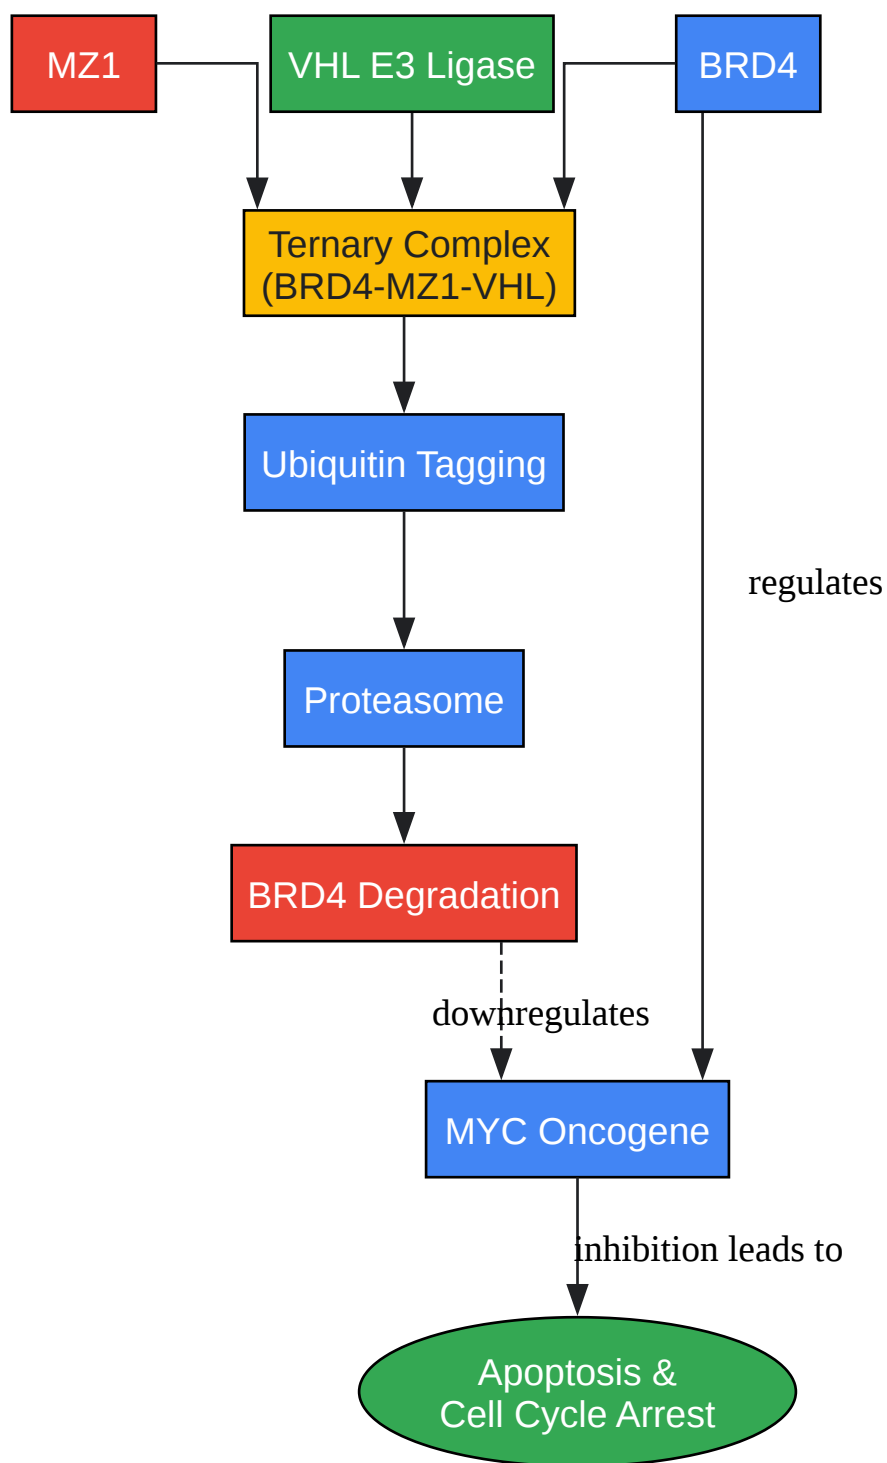 MZ1
VHL E3 Ligase
BRD4
Ternary Complex
(BRD4-MZ1-VHL)
Ubiquitin Tagging
regulates
Proteasome
BRD4 Degradation
downregulates
MYC Oncogene
inhibition leads to
Apoptosis &
Cell Cycle Arrest